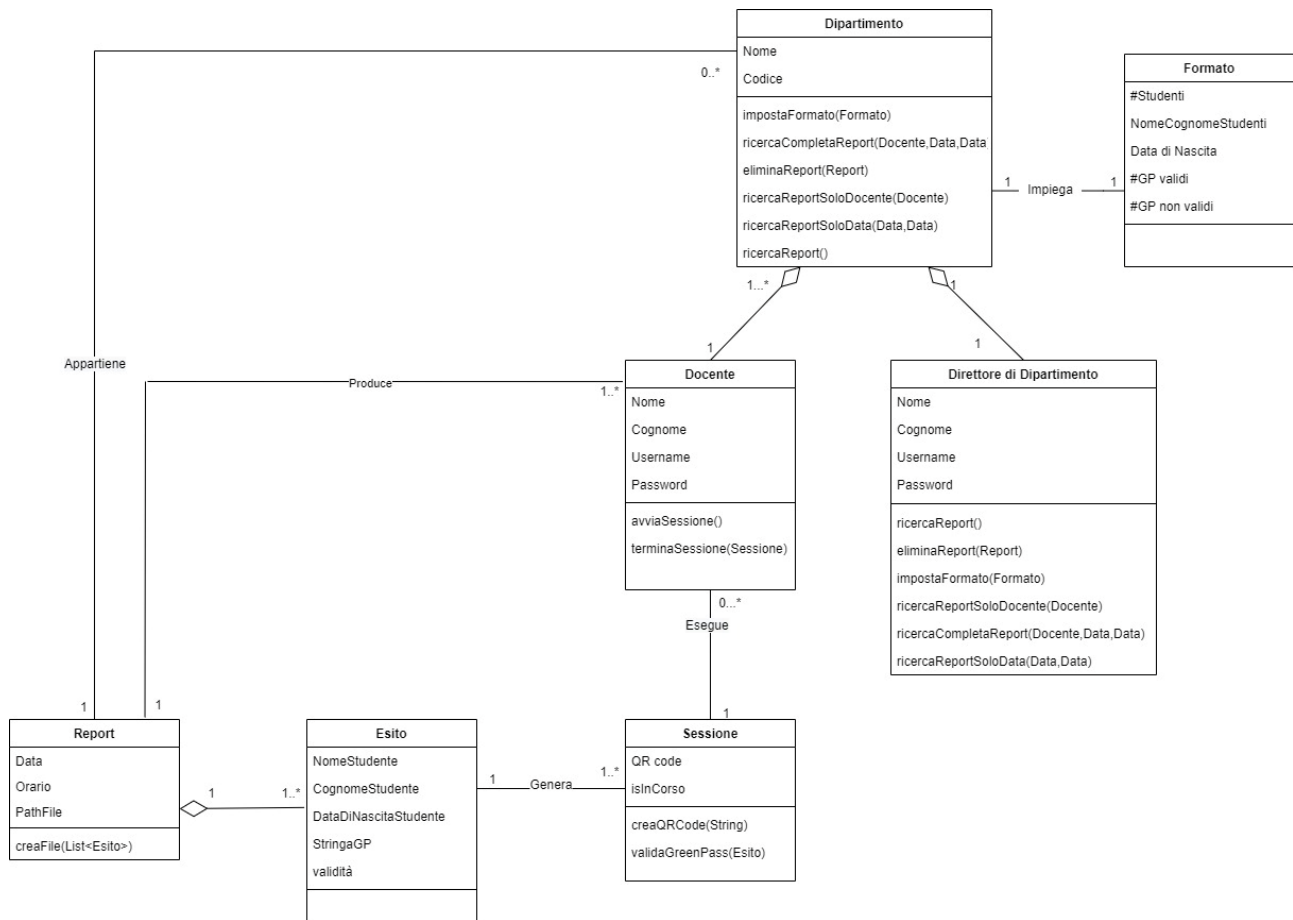 Dipartimento
Nome
Codice
impostaFormato(Formato)
ricercaCompletaReport(Docente,Data,Data)
eliminaReport(Report)
ricercaReportSoloDocente(Docente)
ricercaReportSoloData(Data,Data)
ricercaReport()
0..*
Formato
#Studenti
NomeCognomeStudenti
Data di Nascita
#GP validi
#GP non validi
1 Impiega 1
1...*
1
1
1
Appartiene
Produce
1..*
Docente
Nome
Cognome
Username
Password
avviaSessione()
terminaSessione(Sessione)
Direttore di Dipartimento
Nome
Cognome
Username
Password
ricercaReport()
eliminaReport(Report)
impostaFormato(Formato)
ricercaReportSoloDocente(Docente)
ricercaCompletaReport(Docente,Data,Data)
ricercaReportSoloData(Data,Data)
0...*
Esegue
1
1
1
Report
Data
Orario
PathFile
creaFile(List<Esito>)
1
1..*
Esito
NomeStudente
CognomeStudente
DataDiNascitaStudente
StringaGP
validità
1 Genera 1..*
Sessione
QR code
isInCorso
creaQRCode(String)
validaGreenPass(Esito)